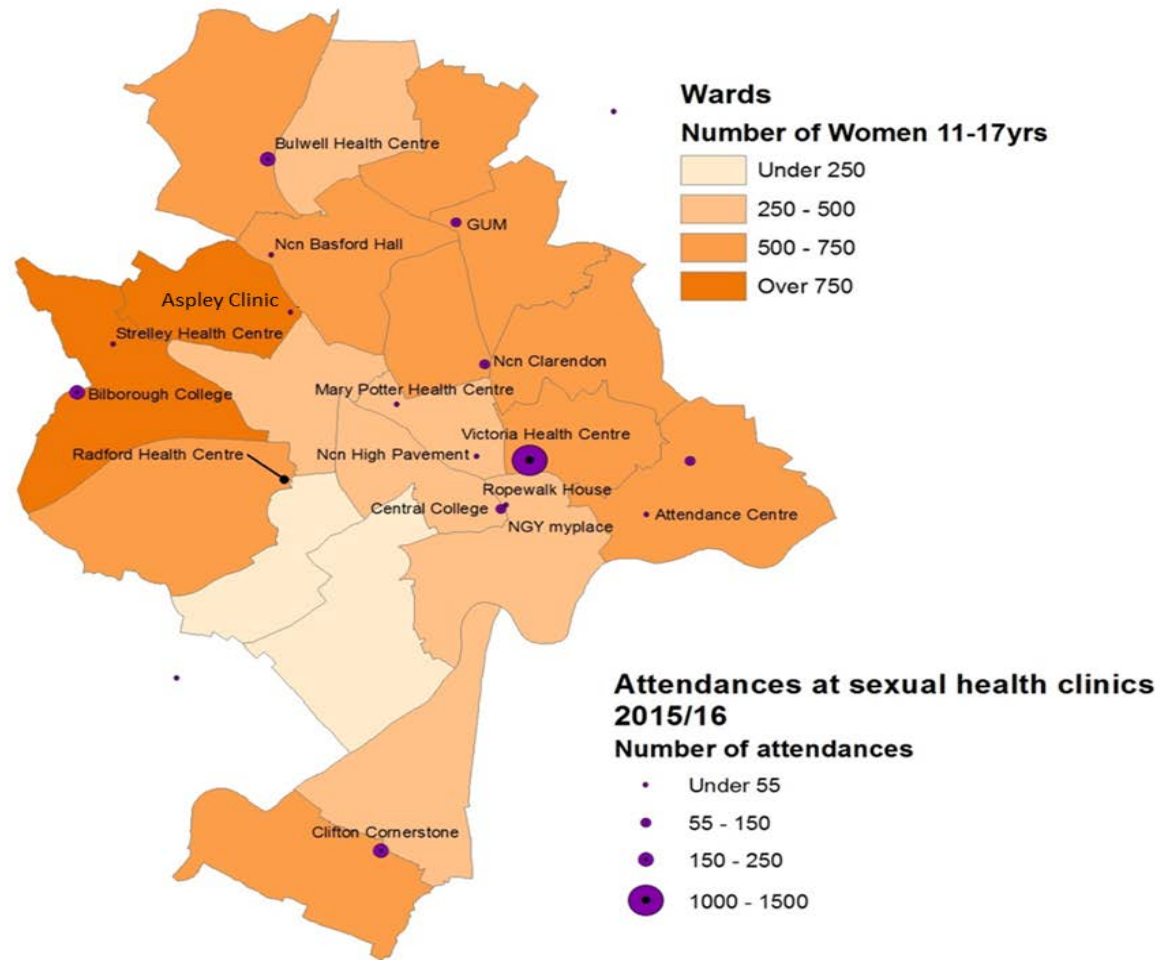 Wards
Number of Women 11-17yrs
Under 250
250 - 500
500 - 750
Over 750
Bulwell Health Centre
GUM
Ncn Basford Hall
Aspley Clinic
Strelley Health Centre
Ncn Clarendon
Bilborough College
Mary Potter Health Centre
Victoria Health Centre
Radford Health Centre
Ncn High Pavement
Ropewalk House
Central College
NGY myplace
Attendance Centre
Clifton Cornerstone
Attendances at sexual health clinics
2015/16
Number of attendances
Under 55
55 - 150
150 - 250
1000 - 1500